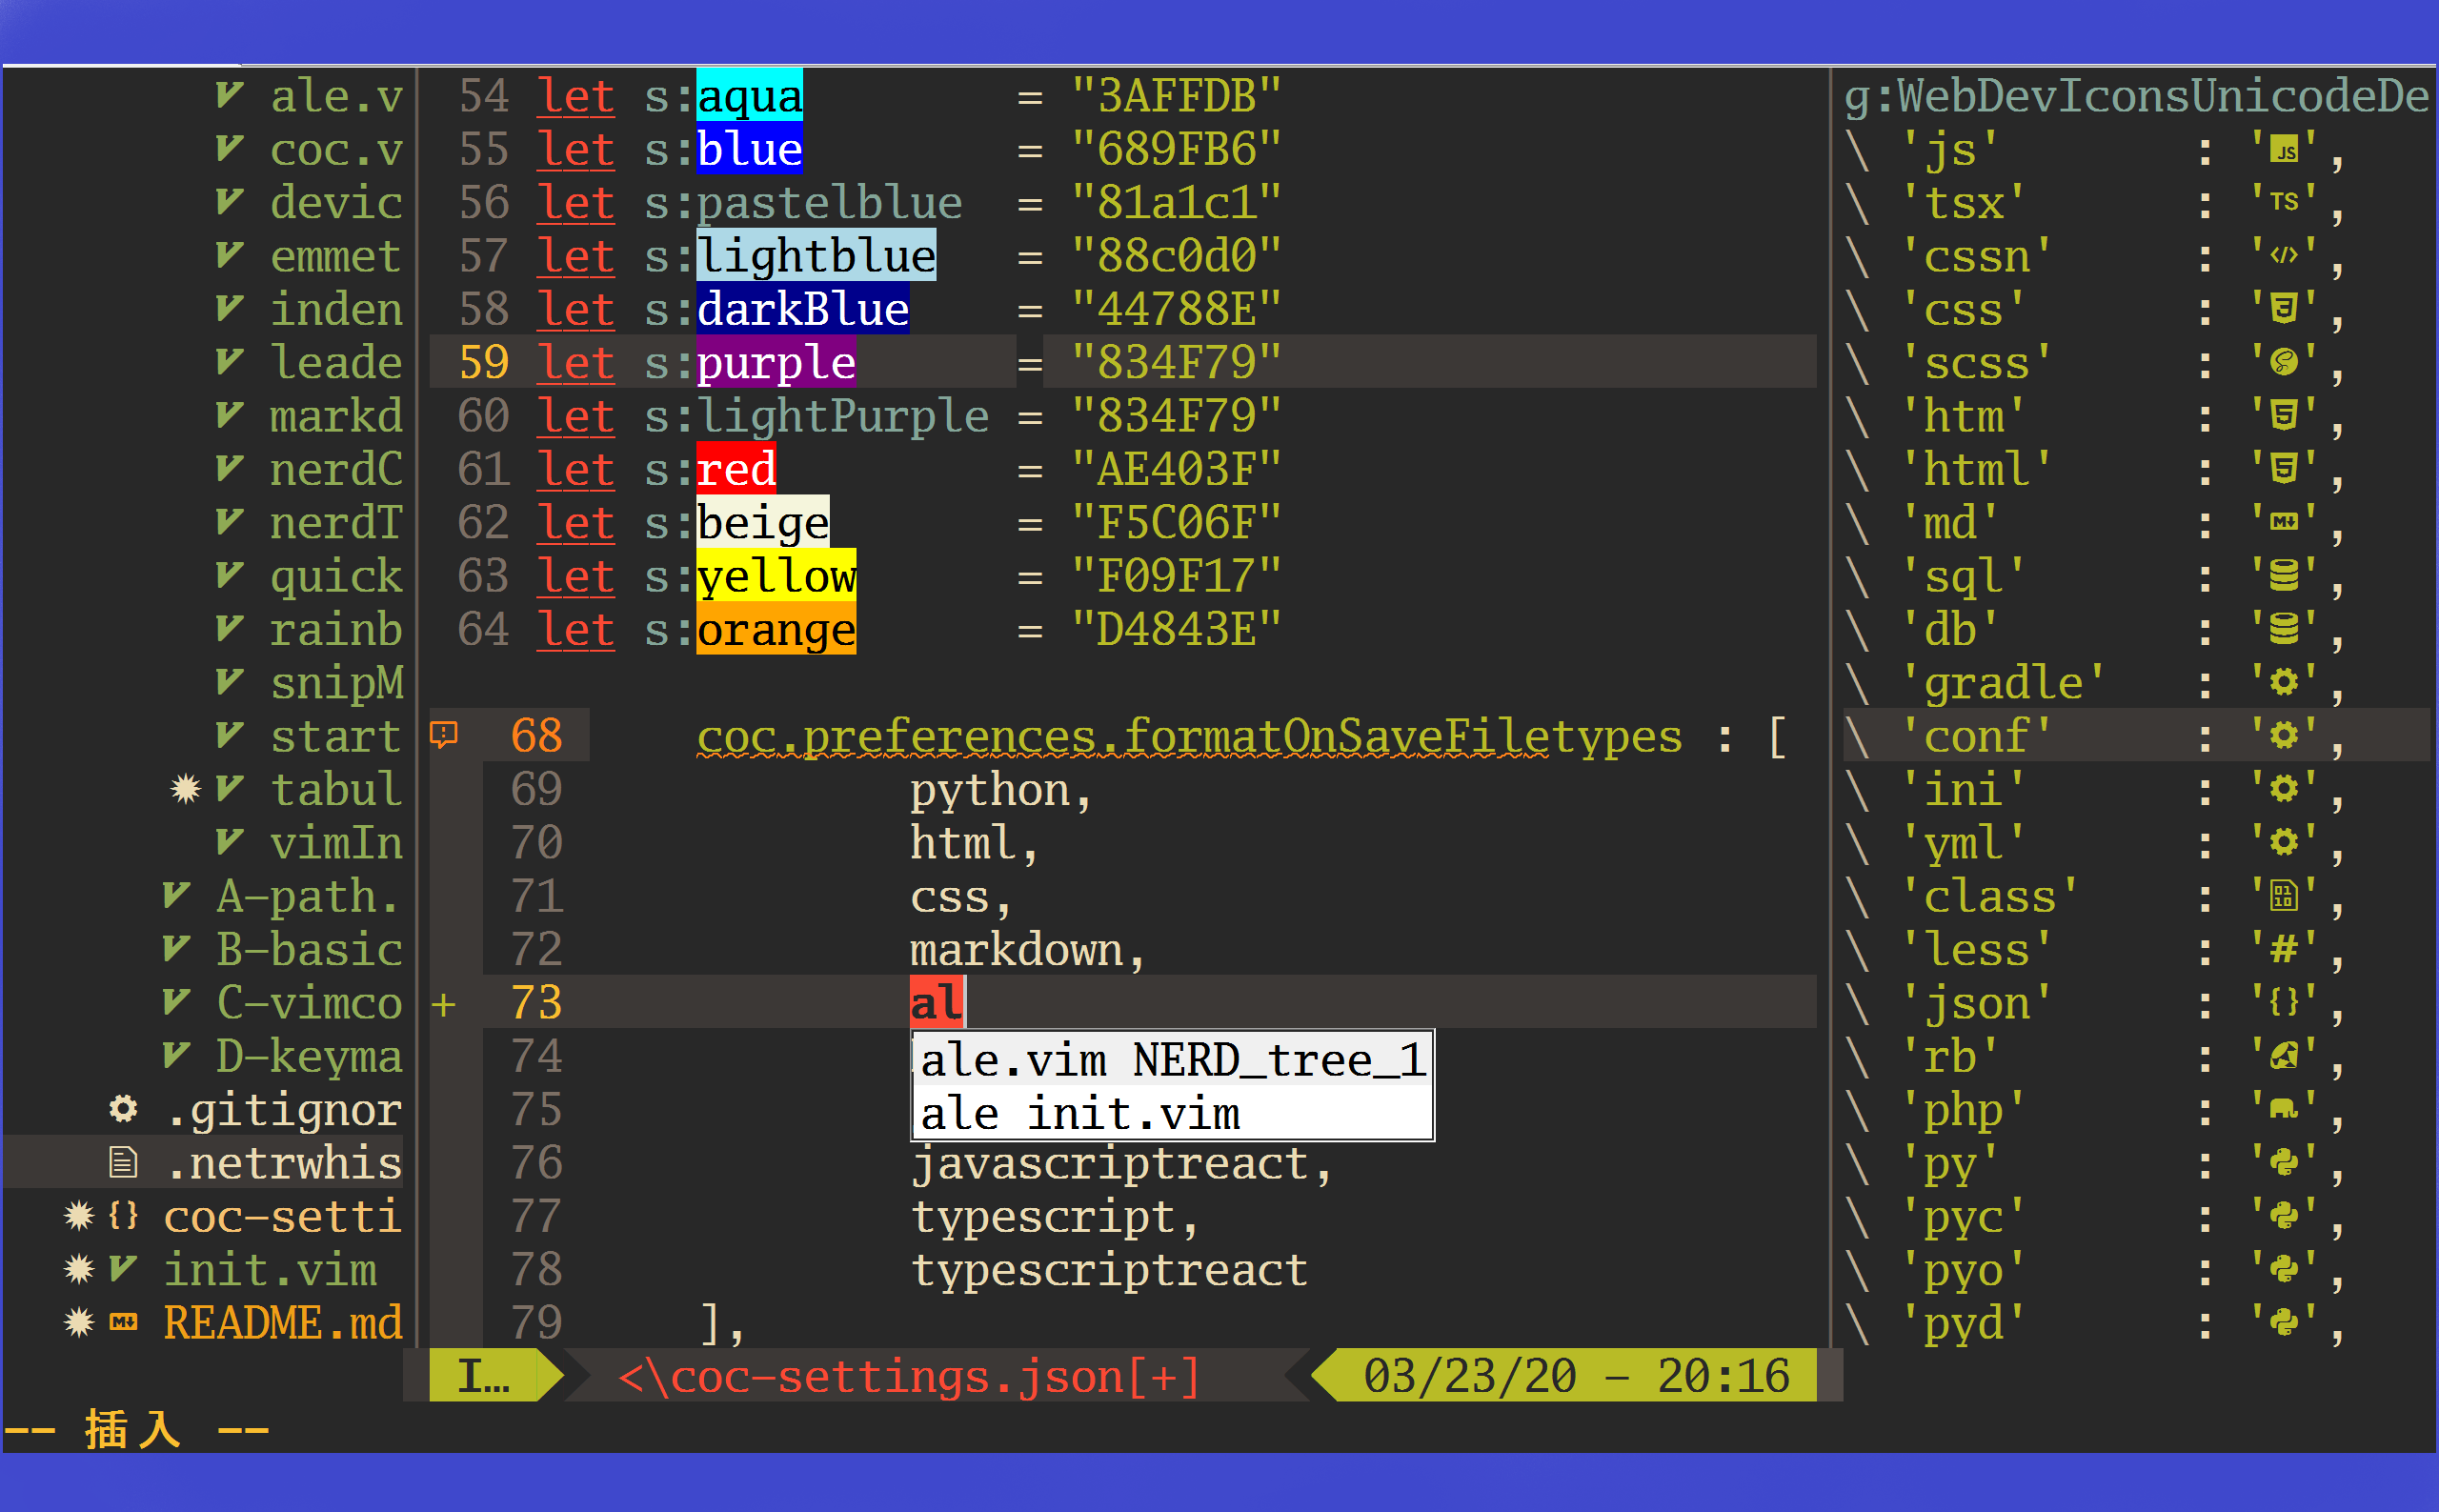 ale.v
coc.v
devic
emmet
inden
leade
markd
nerdC
nerdT
quick
rainb
snipM
start
tabul
vimIn
A-path.
B-basic
C-vimco
D-keyma
.gitignor
.netrwhis
{} coc-setti
init.vim
README.md
54 let s:aqua = "3AFFDB"
55 let s:blue = "689FB6"
56 let s:pastelblue = "81a1c1"
57 let s:lightblue = "88c0d0"
58 let s:darkBlue = "44788E"
59 let s:purple = "834F79"
60 let s:lightPurple = "834F79"
61 let s:red = "AE403F"
62 let s:beige = "F5C06F"
63 let s:yellow = "F09F17"
64 let s:orange = "D4843E"
68 coc.preferences.formatOnSaveFiletypes : [
69 python,
70 html,
71 css,
72 markdown,
+ 73 al
74 ale.vim NERD_tree_1
75 ale init.vim
76 javascriptreact,
77 typescript,
78 typescriptreact
79 ],
g:WebDevIconsUnicodeDe
\ 'js' : 'JS',
\ 'tsx' : 'TS',
\ 'cssn' : '</>',
\ 'css' : '',
\ 'scss' : '',
\ 'htm' : '5',
\ 'html' : '5',
\ 'md' : 'M',
\ 'sql' : '',
\ 'db' : '',
\ 'gradle' : '',
\ 'conf' : '',
\ 'ini' : '',
\ 'yml' : '',
\ 'class' : '0110',
\ 'less' : '#',
\ 'json' : '{}',
\ 'rb' : '',
\ 'php' : '',
\ 'py' : '',
\ 'pyc' : '',
\ 'pyo' : '',
\ 'pyd' : '',
I… <\coc-settings.json[+] 03/23/20 - 20:16
-- 插入 --